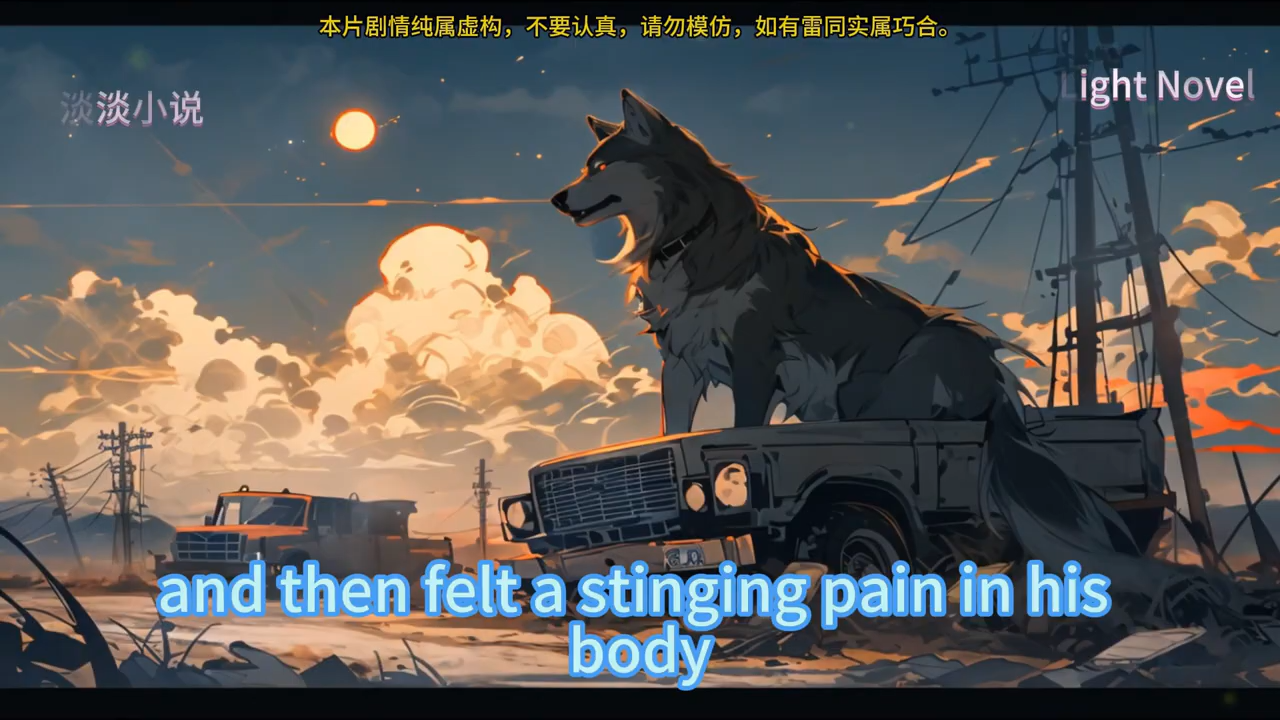 本片剧情纯属虚构，不要认真，请勿模仿，如有雷同实属巧合。
淡淡小说
Light Novel
and then felt a stinging pain in his
body